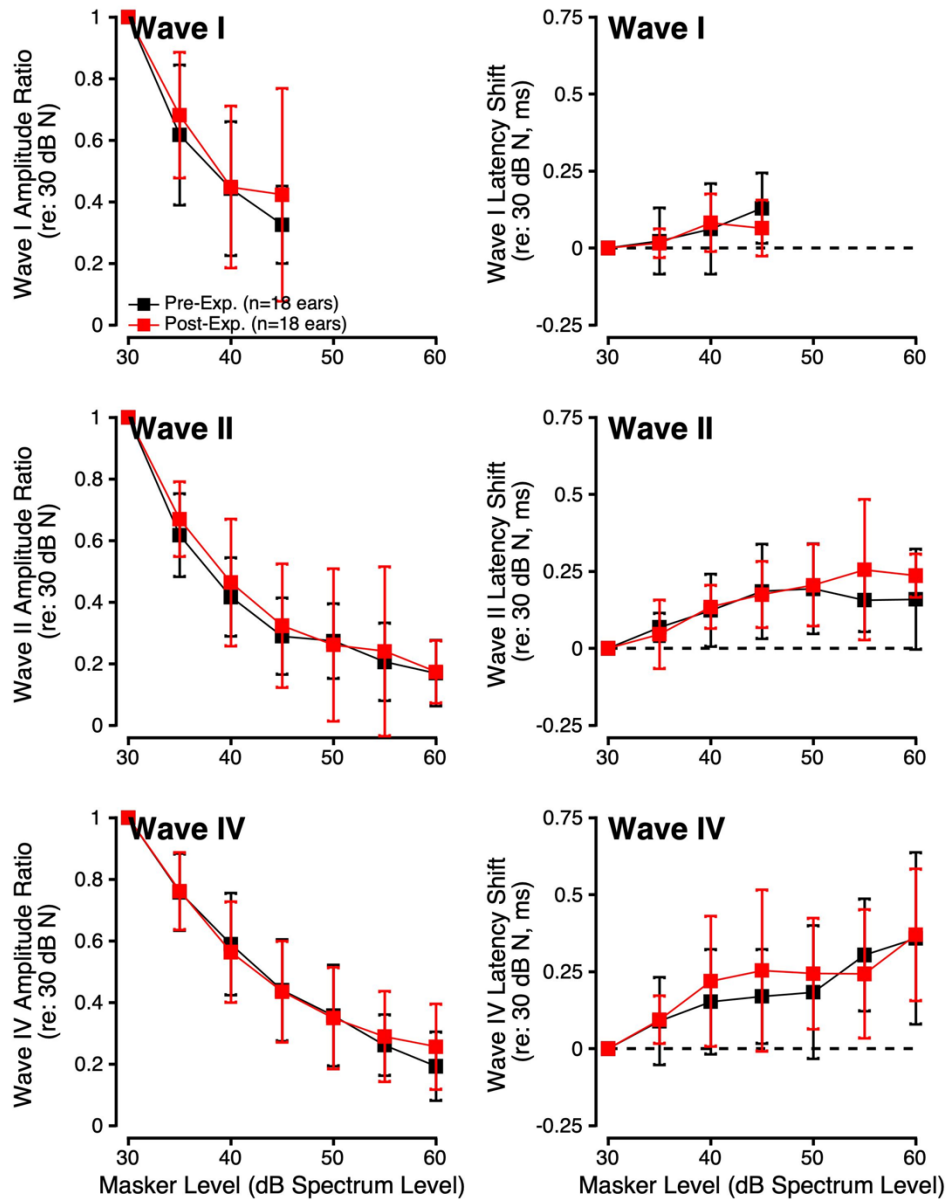 Wave I
Wave I Amplitude Ratio
(re: 30 dB N)
1
0.8
0.6
0.4
0.2
0
Pre-Exp. (n=18 ears)
Post-Exp. (n=18 ears)
30
40
50
60
Wave I
Wave I Latency Shift
(re: 30 dB N, ms)
0.75
0.5
0.25
0
-0.25
30
40
50
60
Wave II
Wave II Amplitude Ratio
(re: 30 dB N)
1
0.8
0.6
0.4
0.2
0
30
40
50
60
Wave II
Wave II Latency Shift
(re: 30 dB N, ms)
0.75
0.5
0.25
0
-0.25
30
40
50
60
Wave IV
Wave IV Amplitude Ratio
(re: 30 dB N)
1
0.8
0.6
0.4
0.2
0
30
40
50
60
Masker Level (dB Spectrum Level)
Wave IV
Wave IV Latency Shift
(re: 30 dB N, ms)
0.75
0.5
0.25
0
-0.25
30
40
50
60
Masker Level (dB Spectrum Level)